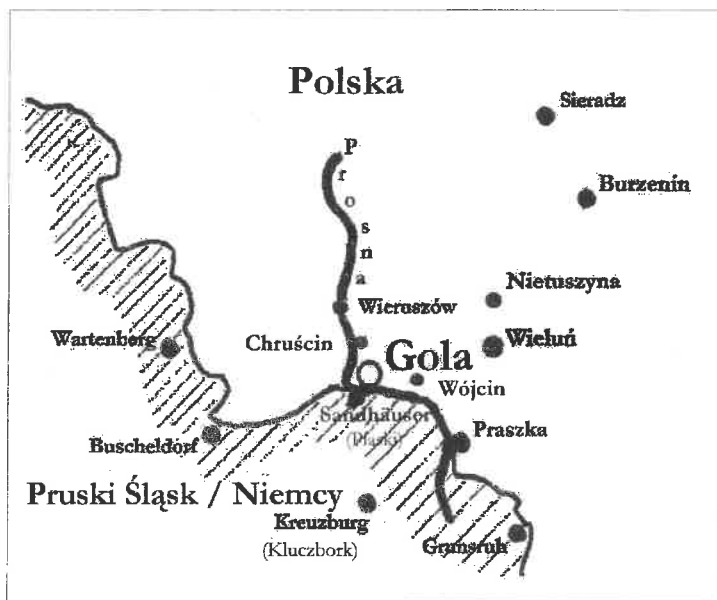 Polska
Sieradz
Prosna
Burzenin
Nietuszyna
Wieruszów
Chruścin
Wieluń
Wartenberg
Gola
Wójcin
Sandhäuser
(Piaski)
Praszka
Buscheldorf
Pruski Śląsk / Niemcy
Kreuzburg
(Kluczbork)